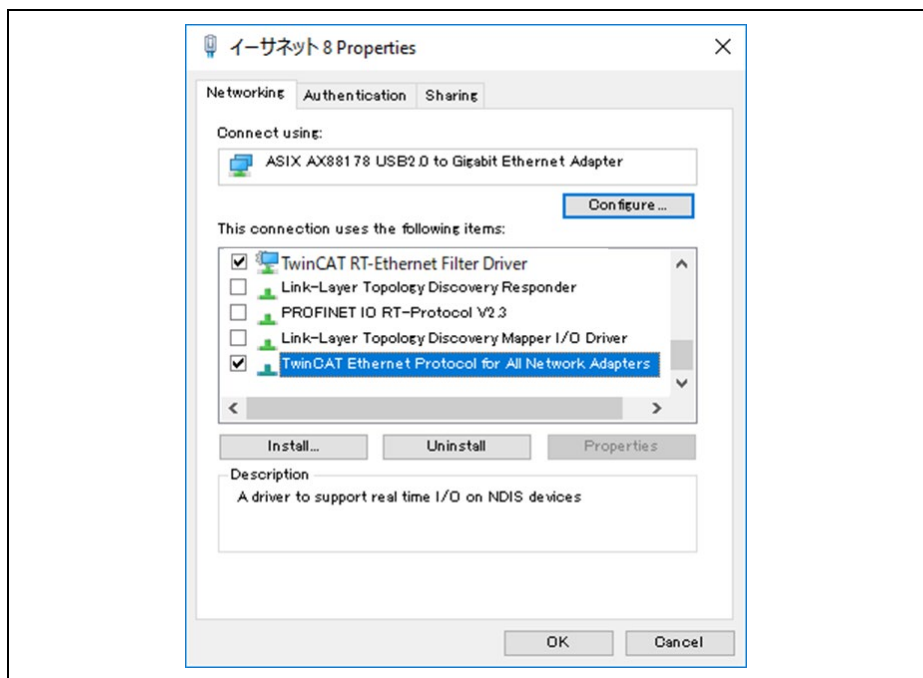 イーサネット 8 Properties
Networking Authentication Sharing
Connect using:
ASIX AX88178 USB2.0 to Gigabit Ethernet Adapter
Configure...
This connection uses the following items:
TwinCAT RT-Ethernet Filter Driver
Link-Layer Topology Discovery Responder
PROFINET IO RT-Protocol V2.3
Link-Layer Topology Discovery Mapper I/O Driver
TwinCAT Ethernet Protocol for All Network Adapters
Install... Uninstall Properties
Description
A driver to support real time I/O on NDIS devices
OK Cancel